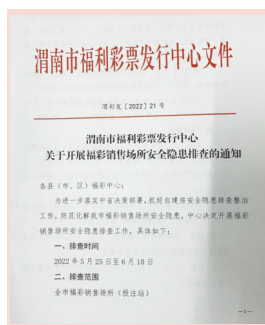 渭南市福利彩票发行中心文件
渭彩发〔2022〕21号
渭南市福利彩票发行中心
关于开展福彩销售场所安全隐患排查的通知
各县（市、区）福彩中心：
为进一步落实中省决策部署，抓好自建房安全隐患排查整治
工作，防范化解我市福彩销售场所安全隐患，中心决定开展福彩
销售场所安全隐患排查工作，具体如下：
一、排查时间
2022年5月25日至6月10日
二、排查范围
全市福彩销售场所（投注站）
—1—